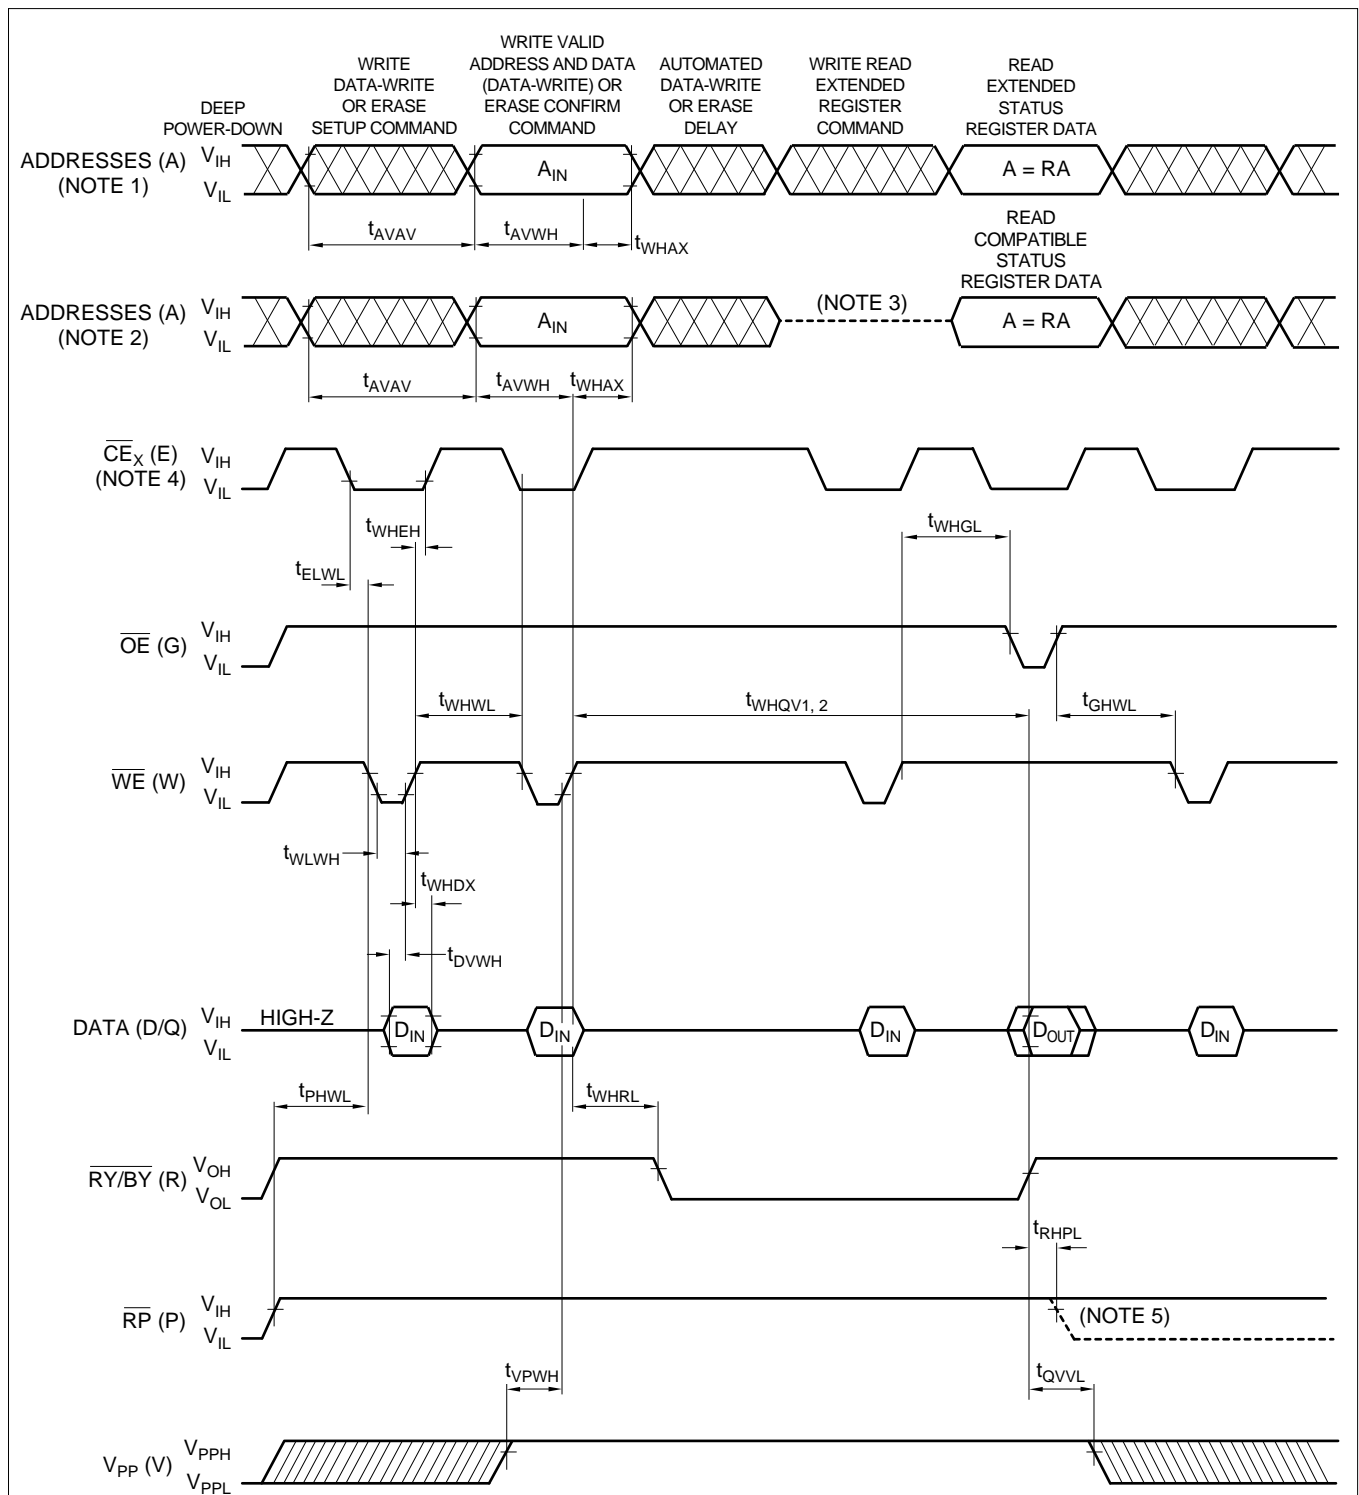 DEEP
POWER-DOWN
WRITE
DATA-WRITE
OR ERASE
SETUP COMMAND
WRITE VALID
ADDRESS AND DATA
(DATA-WRITE) OR
ERASE CONFIRM
COMMAND
AUTOMATED
DATA-WRITE
OR ERASE
DELAY
WRITE READ
EXTENDED
REGISTER
COMMAND
READ
EXTENDED
STATUS
REGISTER DATA
ADDRESSES (A)
(NOTE 1)
VIH
VIL
AIN
A = RA
tAVAV
tAVWH
tWHAX
READ
COMPATIBLE
STATUS
REGISTER DATA
ADDRESSES (A)
(NOTE 2)
VIH
VIL
AIN
(NOTE 3)
A = RA
tAVAV
tAVWH
tWHAX
CEX (E)
(NOTE 4)
VIH
VIL
tWHEH
tWHGL
tELWL
OE (G)
VIH
VIL
tWHWL
tWHQV1, 2
tGHWL
WE (W)
VIH
VIL
tWLWH
tWHDX
tDVWH
DATA (D/Q)
VIH
VIL
HIGH-Z
DIN
DIN
DIN
DOUT
DIN
tPHWL
tWHRL
RY/BY (R)
VOH
VOL
tRHPL
RP (P)
VIH
VIL
(NOTE 5)
tVPWH
tQVVL
VPP (V)
VPPH
VPPL